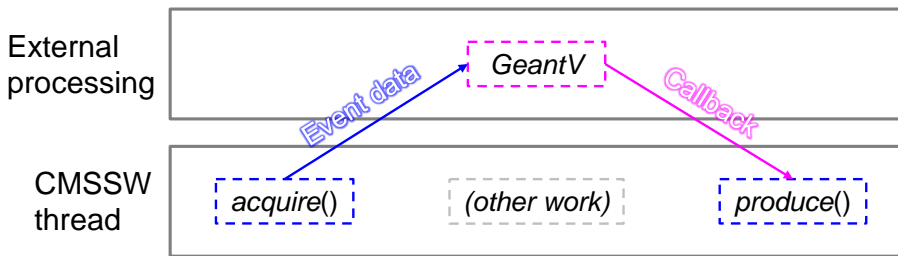 External
processing
GeantV
Event data
Callback
CMSSW
thread
acquire()
(other work)
produce()